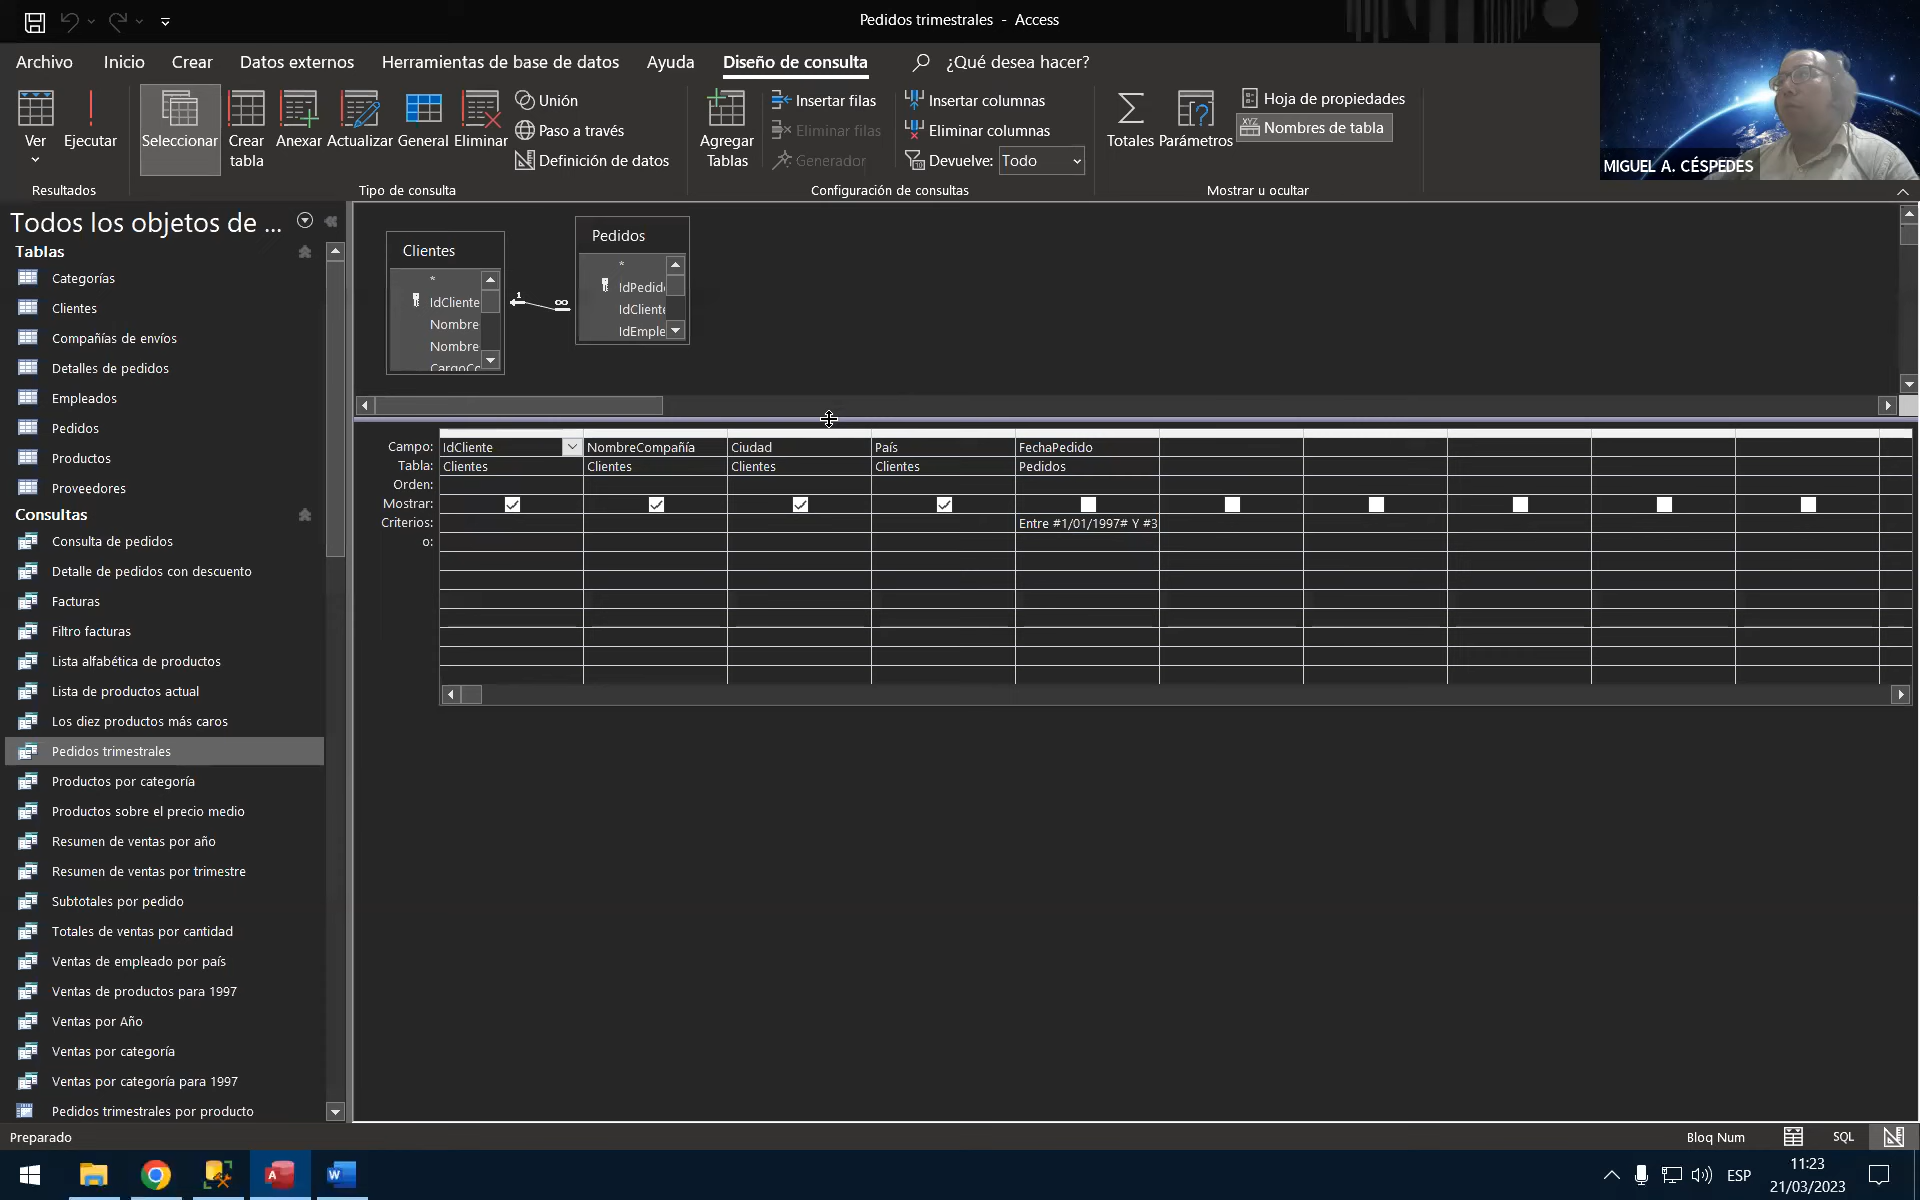 Pedidos trimestrales - Access
Archivo
Inicio
Crear
Datos externos
Herramientas de base de datos
Ayuda
Diseño de consulta
¿Qué desea hacer?
Ver
Ejecutar
Resultados
Seleccionar
Crear
tabla
Anexar
Actualizar
General
Eliminar
Unión
Paso a través
Definición de datos
Tipo de consulta
Agregar
Tablas
Insertar filas
Eliminar filas
Generador
Insertar columnas
Eliminar columnas
Devuelve: Todo
Configuración de consultas
Totales
Parámetros
Hoja de propiedades
Nombres de tabla
Mostrar u ocultar
MIGUEL A. CÉSPEDES
Todos los objetos de ...
Tablas
Categorías
Clientes
Compañías de envíos
Detalles de pedidos
Empleados
Pedidos
Productos
Proveedores
Consultas
Consulta de pedidos
Detalle de pedidos con descuento
Facturas
Filtro facturas
Lista alfabética de productos
Lista de productos actual
Los diez productos más caros
Pedidos trimestrales
Productos por categoría
Productos sobre el precio medio
Resumen de ventas por año
Resumen de ventas por trimestre
Subtotales por pedido
Totales de ventas por cantidad
Ventas de empleado por país
Ventas de productos para 1997
Ventas por Año
Ventas por categoría
Ventas por categoría para 1997
Pedidos trimestrales por producto
Clientes
*
IdCliente
Nombre
Nombre
CargoCo
1
∞
Pedidos
*
IdPedid
IdCliente
IdEmple
Campo: IdCliente NombreCompañía Ciudad País FechaPedido
Tabla: Clientes Clientes Clientes Clientes Pedidos
Orden:
Mostrar:
Criterios: Entre #1/01/1997# Y #3
o:
Preparado
Bloq Num
SQL
ESP
11:23
21/03/2023